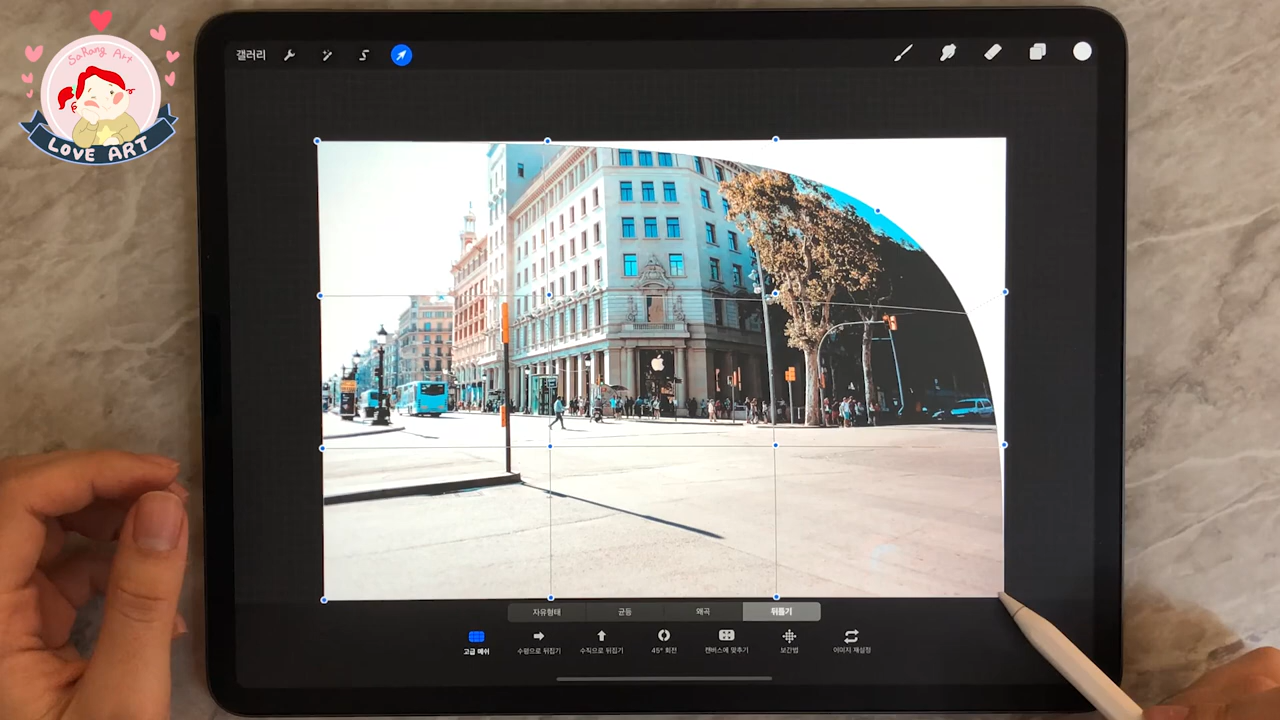 SaRang Art
LOVE ART
갤러리
자유형태
균등
왜곡
뒤틀기
고급 메쉬
수평으로 뒤집기
수직으로 뒤집기
45° 회전
캔버스에 맞추기
보간법
이미지 재설정